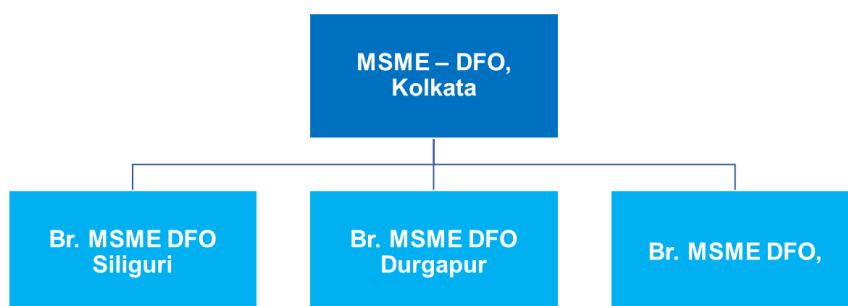 MSME – DFO,
Kolkata
Br. MSME DFO
Siliguri
Br. MSME DFO
Durgapur
Br. MSME DFO,